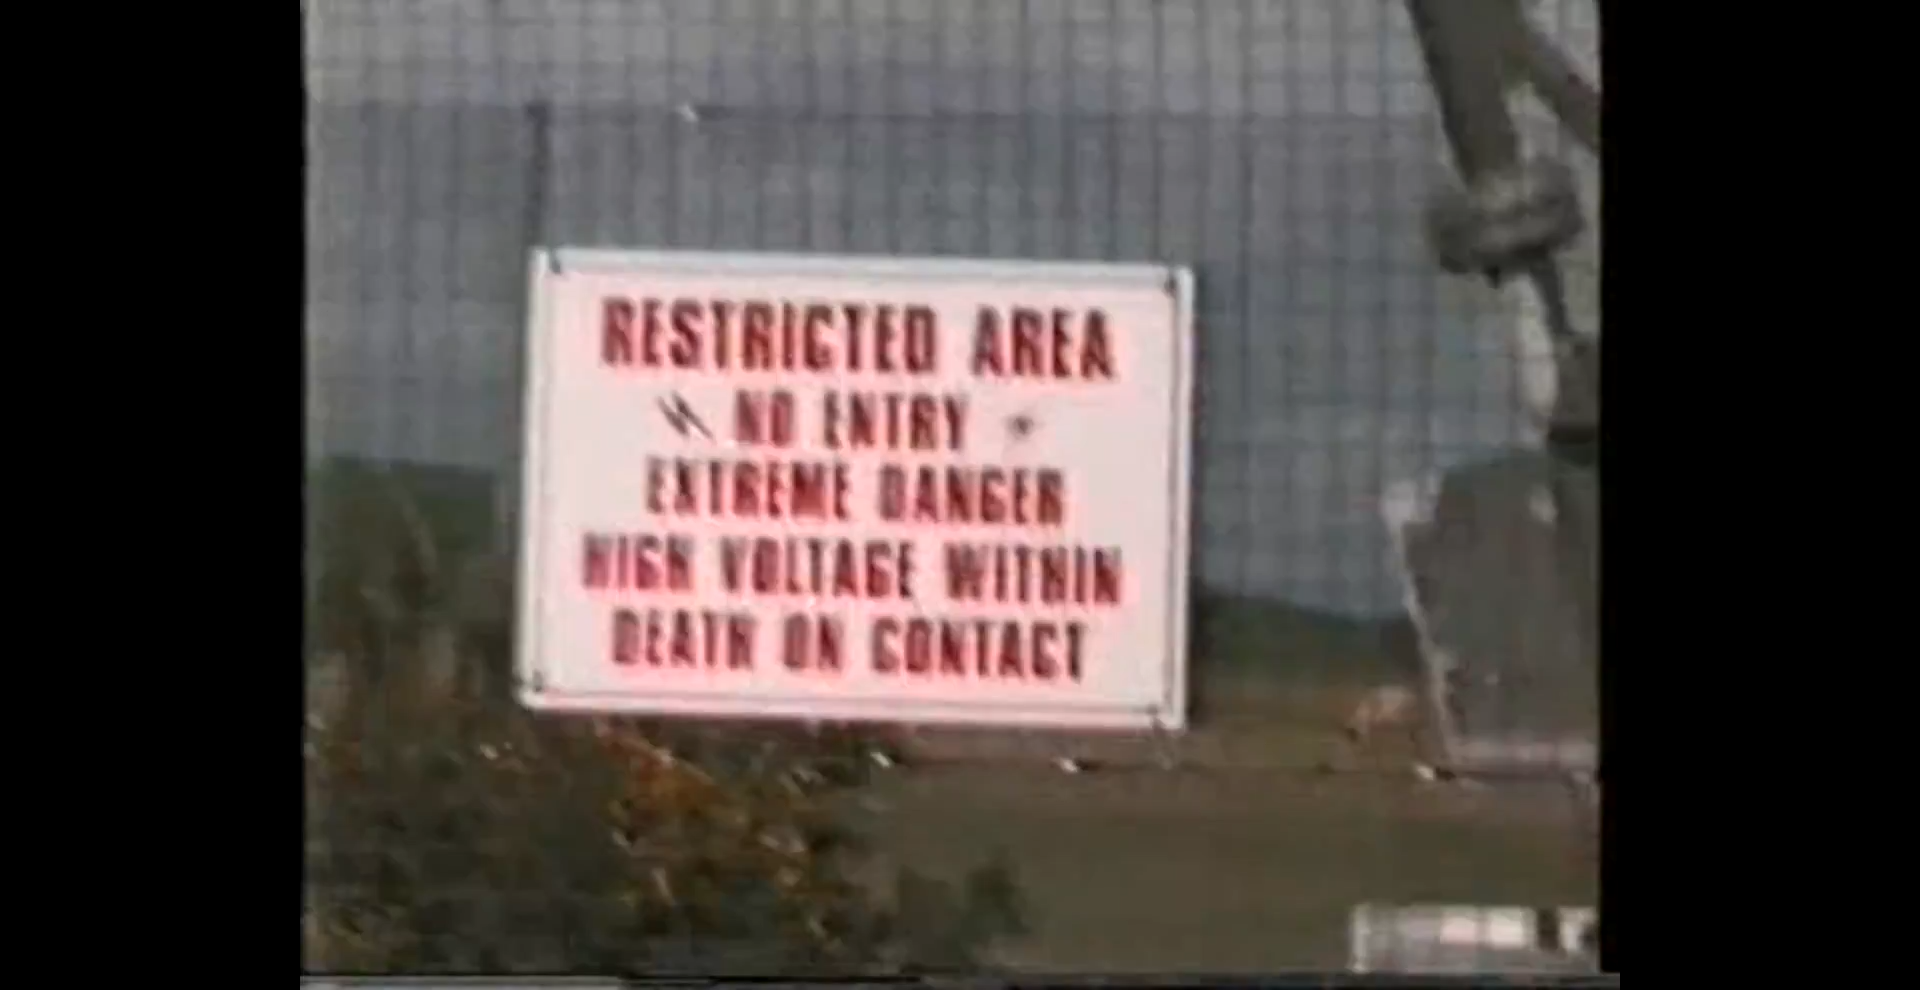 RESTRICTED AREA
NO ENTRY
EXTREME DANGER
HIGH VOLTAGE WITHIN
DEATH ON CONTACT